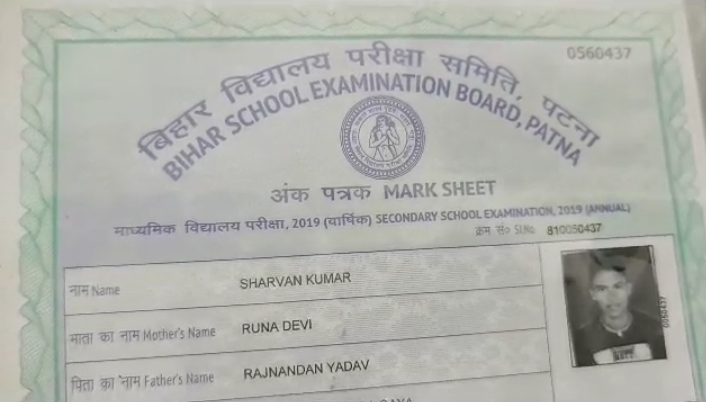 0560437
बिहार विद्यालय परीक्षा समिति, पटना
BIHAR SCHOOL EXAMINATION BOARD, PATNA
अंक पत्रक MARK SHEET
माध्यमिक विद्यालय परीक्षा, 2019 (वार्षिक) SECONDARY SCHOOL EXAMINATION, 2019 (ANNUAL)
क्रम सं० Sl.No. 810050437
नाम Name SHARVAN KUMAR
माता का नाम Mother's Name RUNA DEVI
पिता का नाम Father's Name RAJNANDAN YADAV
0560437